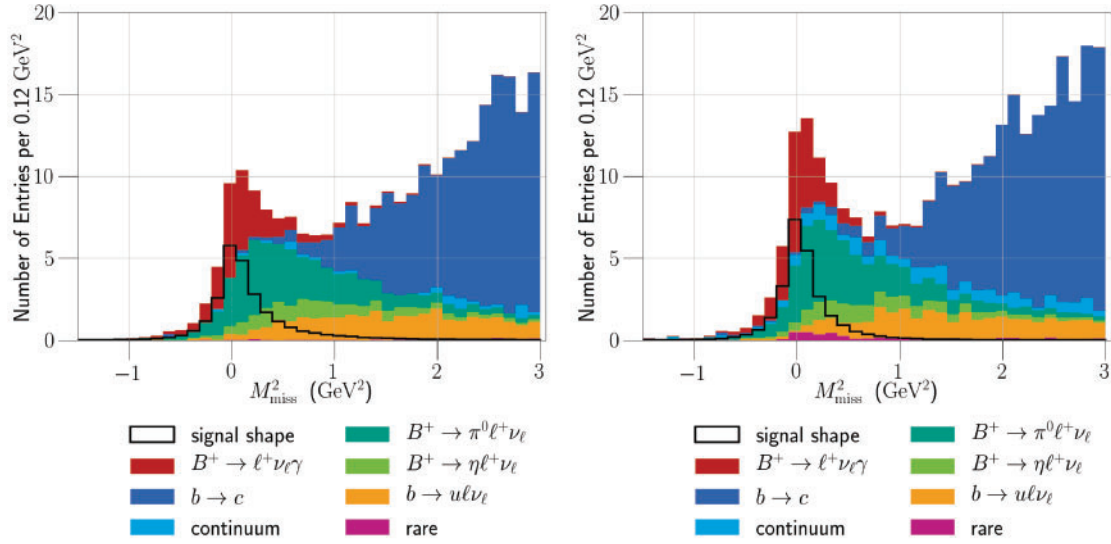 20
15
10
5
0
Number of Entries per 0.12 GeV²
−1 0 1 2 3
M²miss (GeV²)
signal shape
B⁺ → ℓ⁺νℓγ
b → c
continuum
B⁺ → π⁰ℓ⁺νℓ
B⁺ → ηℓ⁺νℓ
b → uℓνℓ
rare
20
15
10
5
0
Number of Entries per 0.12 GeV²
−1 0 1 2 3
M²miss (GeV²)
signal shape
B⁺ → ℓ⁺νℓγ
b → c
continuum
B⁺ → π⁰ℓ⁺νℓ
B⁺ → ηℓ⁺νℓ
b → uℓνℓ
rare